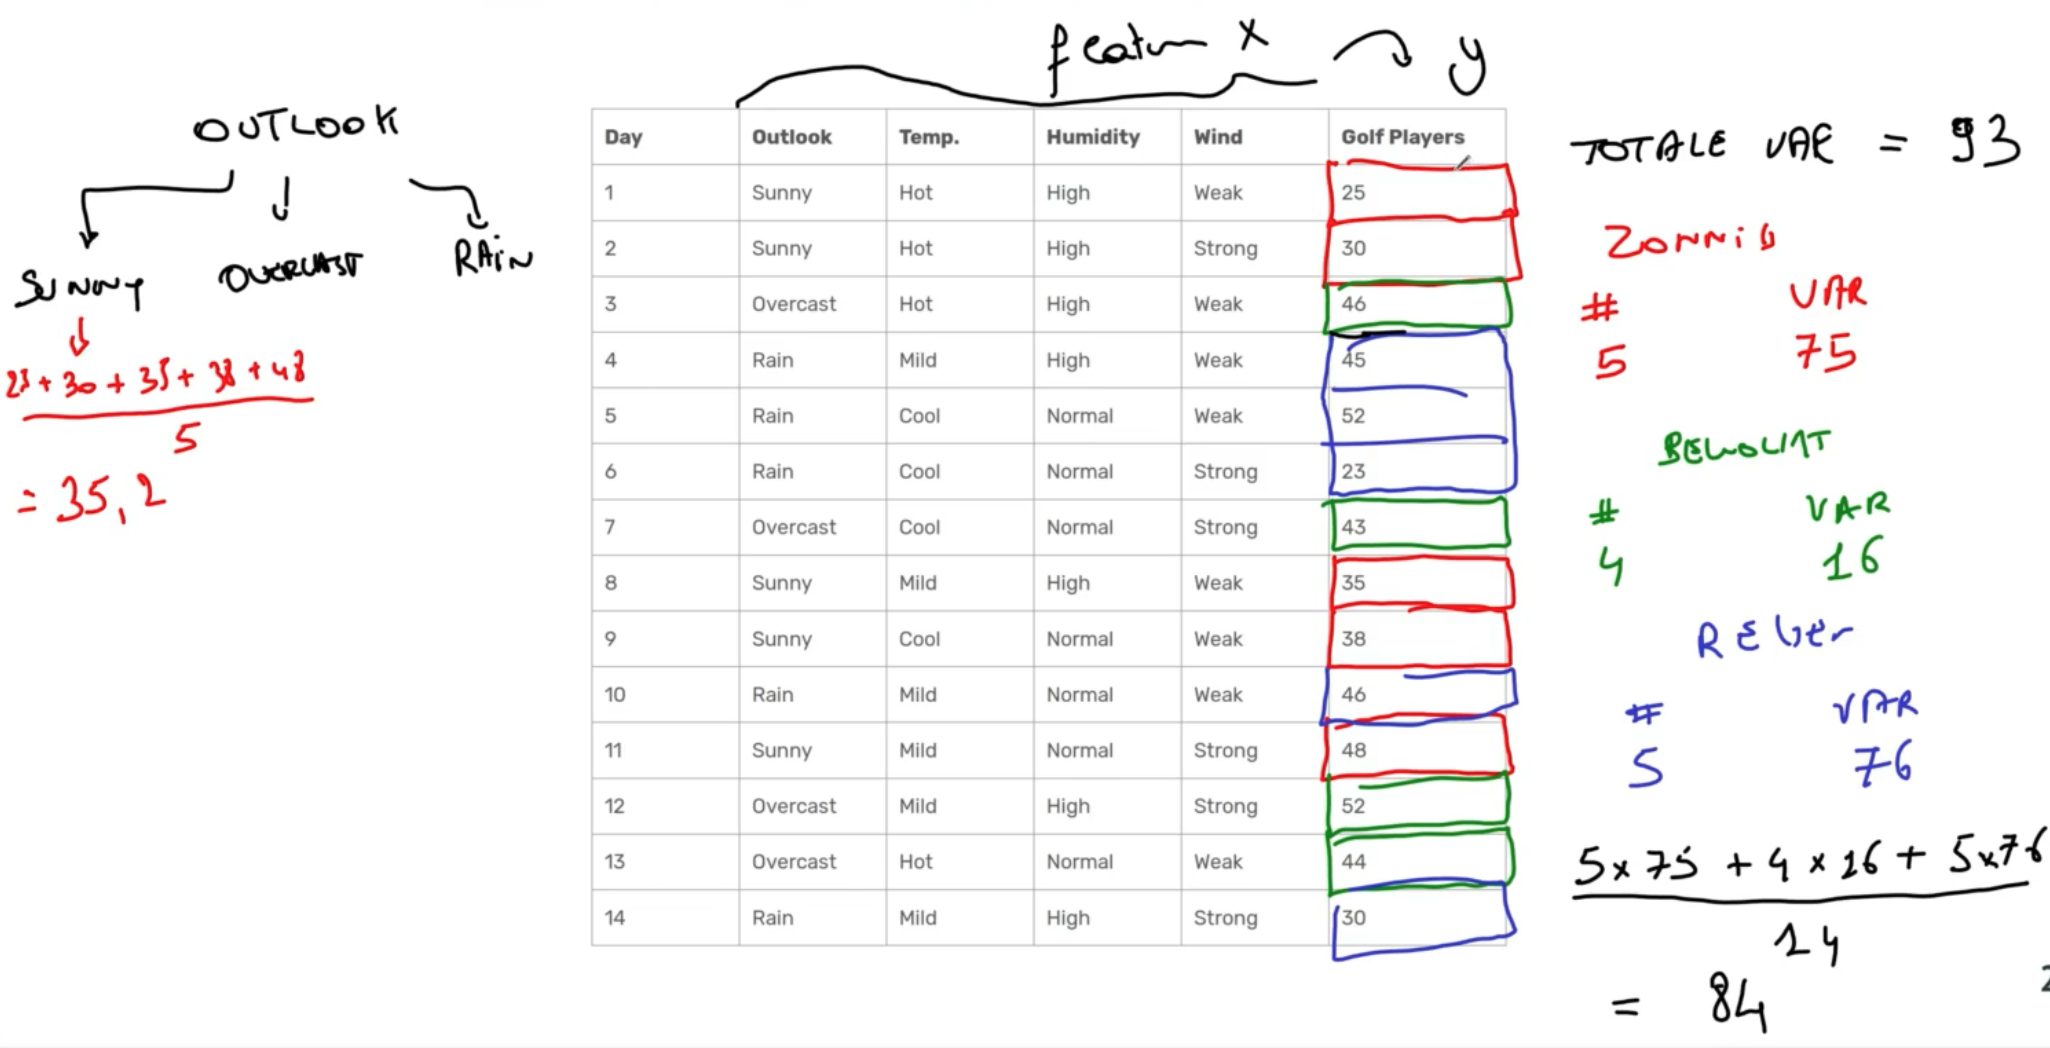 feature x y
OUTLOOK
SUNNY OVERCAST RAiN
25 + 30 + 35 + 38 + 48
5
= 35,2
Day Outlook Temp. Humidity Wind Golf Players
1 Sunny Hot High Weak 25
2 Sunny Hot High Strong 30
3 Overcast Hot High Weak 46
4 Rain Mild High Weak 45
5 Rain Cool Normal Weak 52
6 Rain Cool Normal Strong 23
7 Overcast Cool Normal Strong 43
8 Sunny Mild High Weak 35
9 Sunny Cool Normal Weak 38
10 Rain Mild Normal Weak 46
11 Sunny Mild Normal Strong 48
12 Overcast Mild High Strong 52
13 Overcast Hot Normal Weak 44
14 Rain Mild High Strong 30
TOTALE VAR = 93
ZONNiG
# VAR
5 75
BEWOLKT
# VAR
4 16
REGEN
# VAR
5 76
5 x 75 + 4 x 16 + 5 x 76
14
= 84